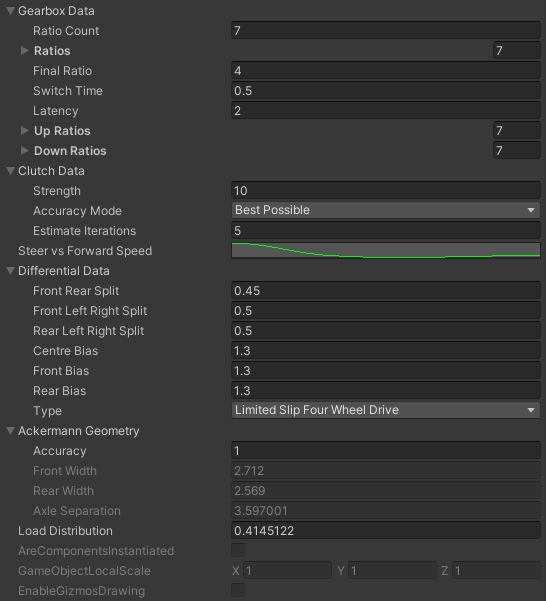 Gearbox Data
Ratio Count 7
Ratios 7
Final Ratio 4
Switch Time 0.5
Latency 2
Up Ratios 7
Down Ratios 7
Clutch Data
Strength 10
Accuracy Mode Best Possible
Estimate Iterations 5
Steer vs Forward Speed
Differential Data
Front Rear Split 0.45
Front Left Right Split 0.5
Rear Left Right Split 0.5
Centre Bias 1.3
Front Bias 1.3
Rear Bias 1.3
Type Limited Slip Four Wheel Drive
Ackermann Geometry
Accuracy 1
Front Width 2.712
Rear Width 2.569
Axle Separation 3.597001
Load Distribution 0.4145122
AreComponentsInstantiated
GameObjectLocalScale X 1 Y 1 Z 1
EnableGizmosDrawing